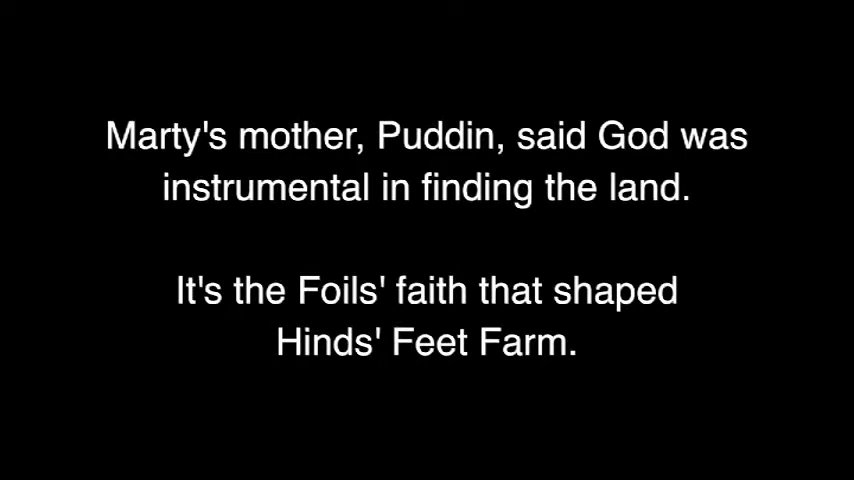 Marty's mother, Puddin, said God was
instrumental in finding the land.
It's the Foils' faith that shaped
Hinds' Feet Farm.